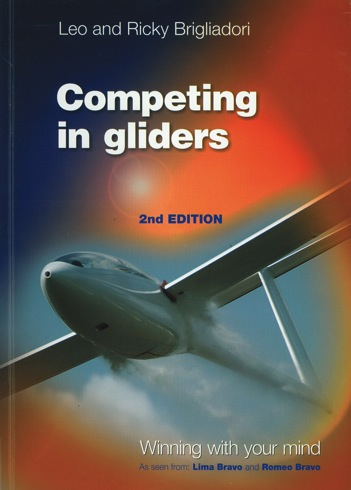 Leo and Ricky Brigliadori
Competing
in gliders
2nd EDITION
Winning with your mind
As seen from: Lima Bravo and Romeo Bravo